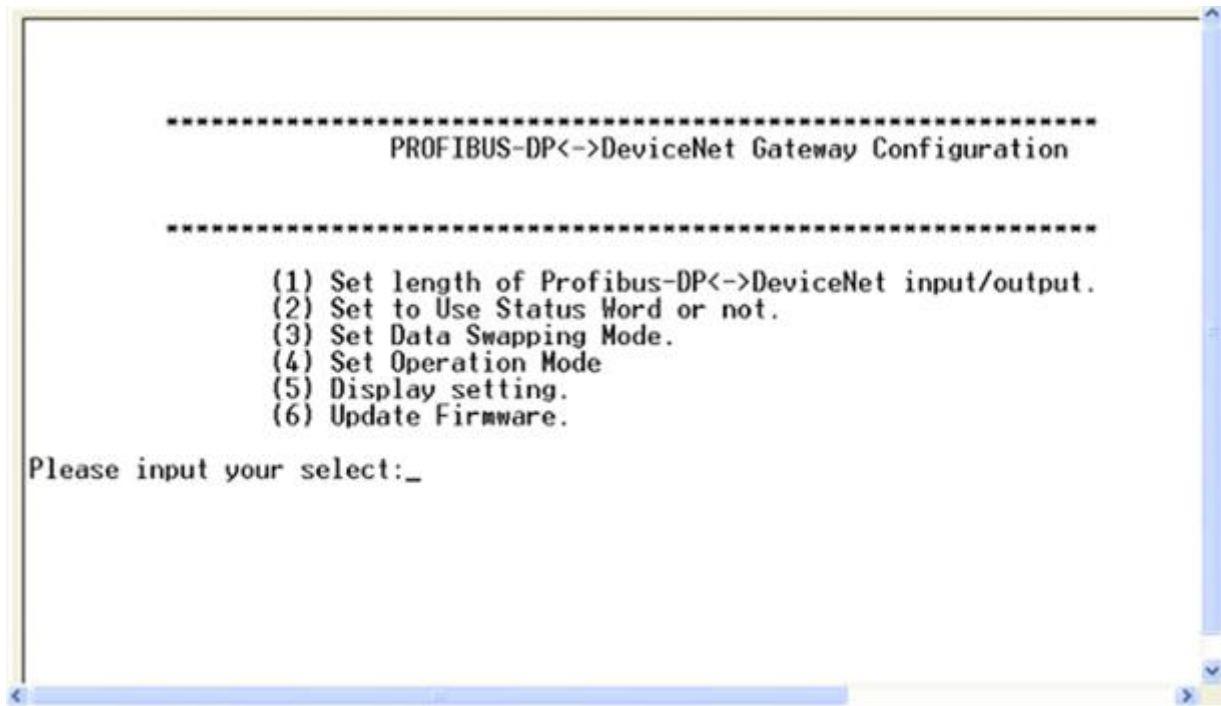 PROFIBUS-DP<->DeviceNet Gateway Configuration
(1) Set length of Profibus-DP<->DeviceNet input/output.
(2) Set to Use Status Word or not.
(3) Set Data Swapping Mode.
(4) Set Operation Mode
(5) Display setting.
(6) Update Firmware.
Please input your select:_